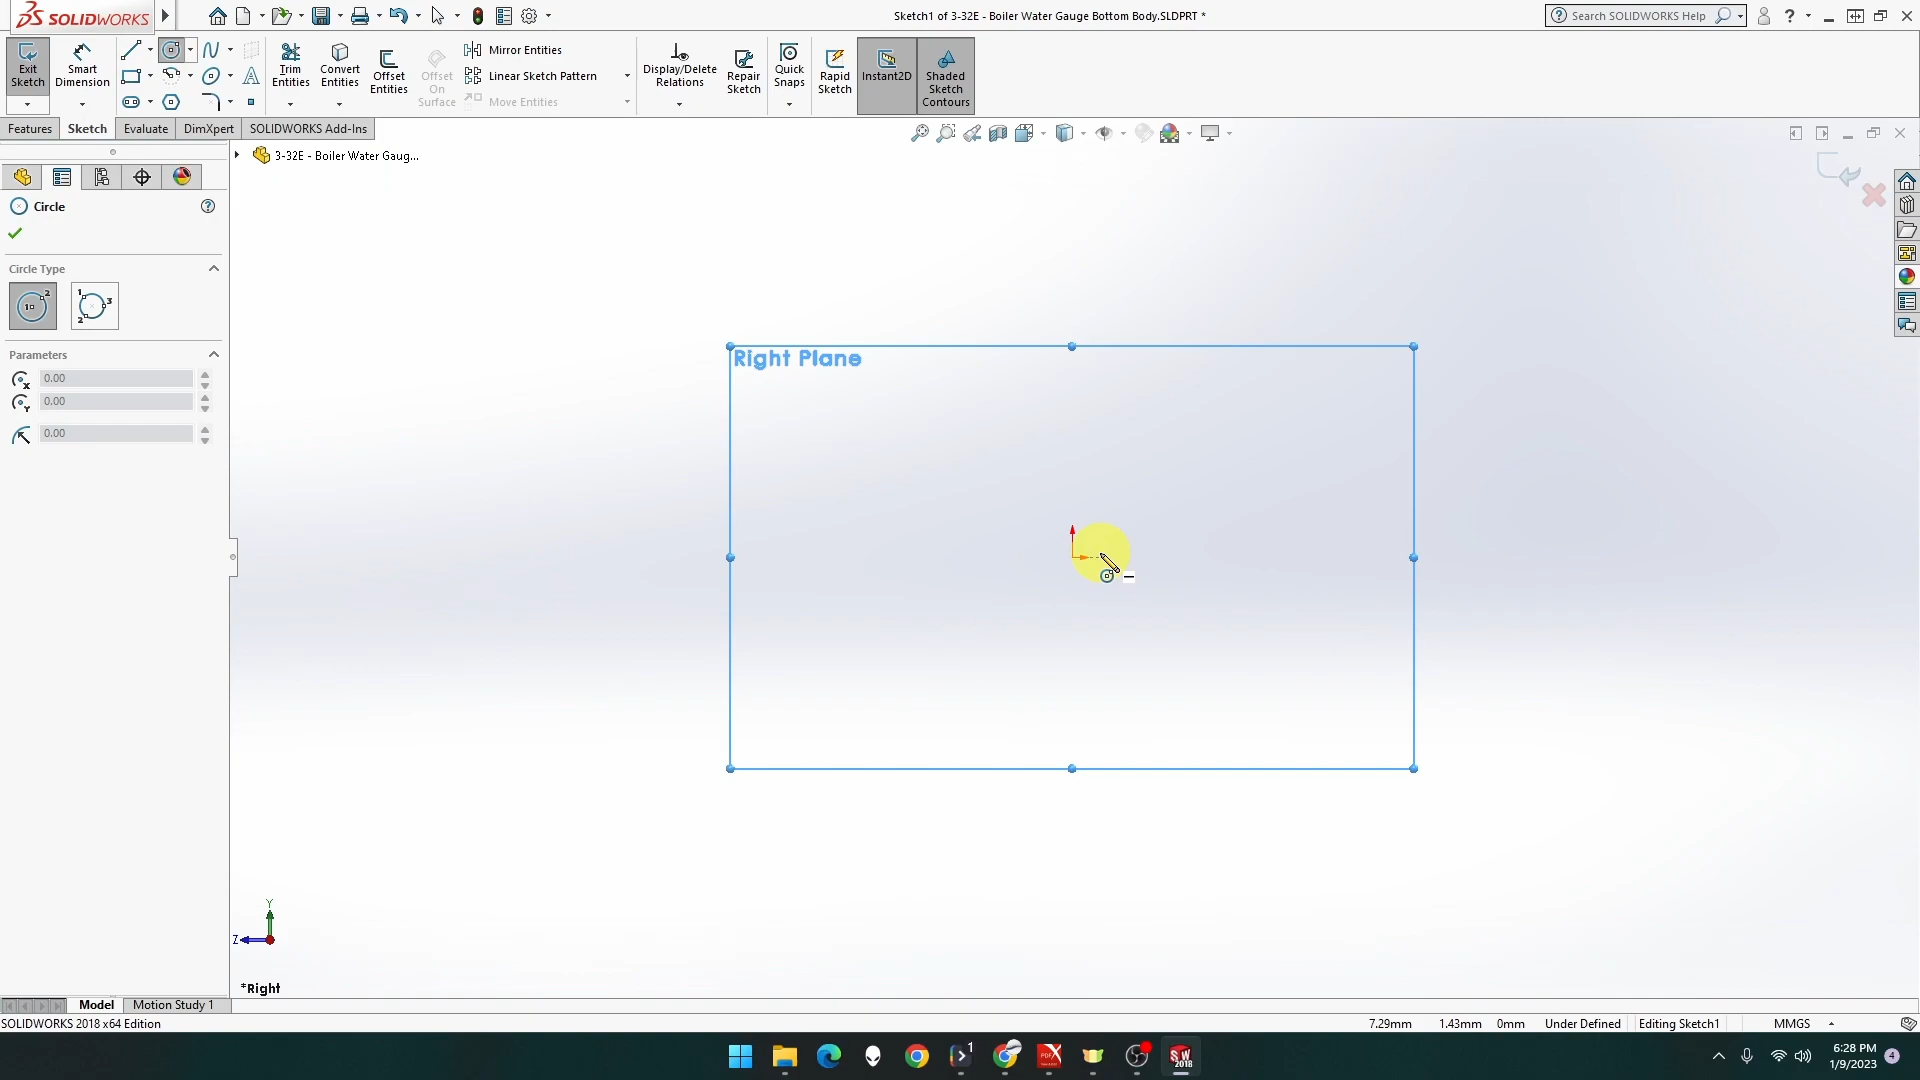 SOLIDWORKS
Sketch1 of 3-32E - Boiler Water Gauge Bottom Body.SLDPRT *
Search SOLIDWORKS Help
Exit Sketch
Smart Dimension
Trim Entities
Convert Entities
Offset Entities
Offset On Surface
Mirror Entities
Linear Sketch Pattern
Move Entities
Display/Delete Relations
Repair Sketch
Quick Snaps
Rapid Sketch
Instant2D
Shaded Sketch Contours
Features
Sketch
Evaluate
DimXpert
SOLIDWORKS Add-Ins
3-32E - Boiler Water Gaug...
Circle
Circle Type
Parameters
0.00
0.00
0.00
Right Plane
Y
Z
*Right
Model
Motion Study 1
SOLIDWORKS 2018 x64 Edition
7.29mm
1.43mm
0mm
Under Defined
Editing Sketch1
MMGS
6:28 PM
1/9/2023
4